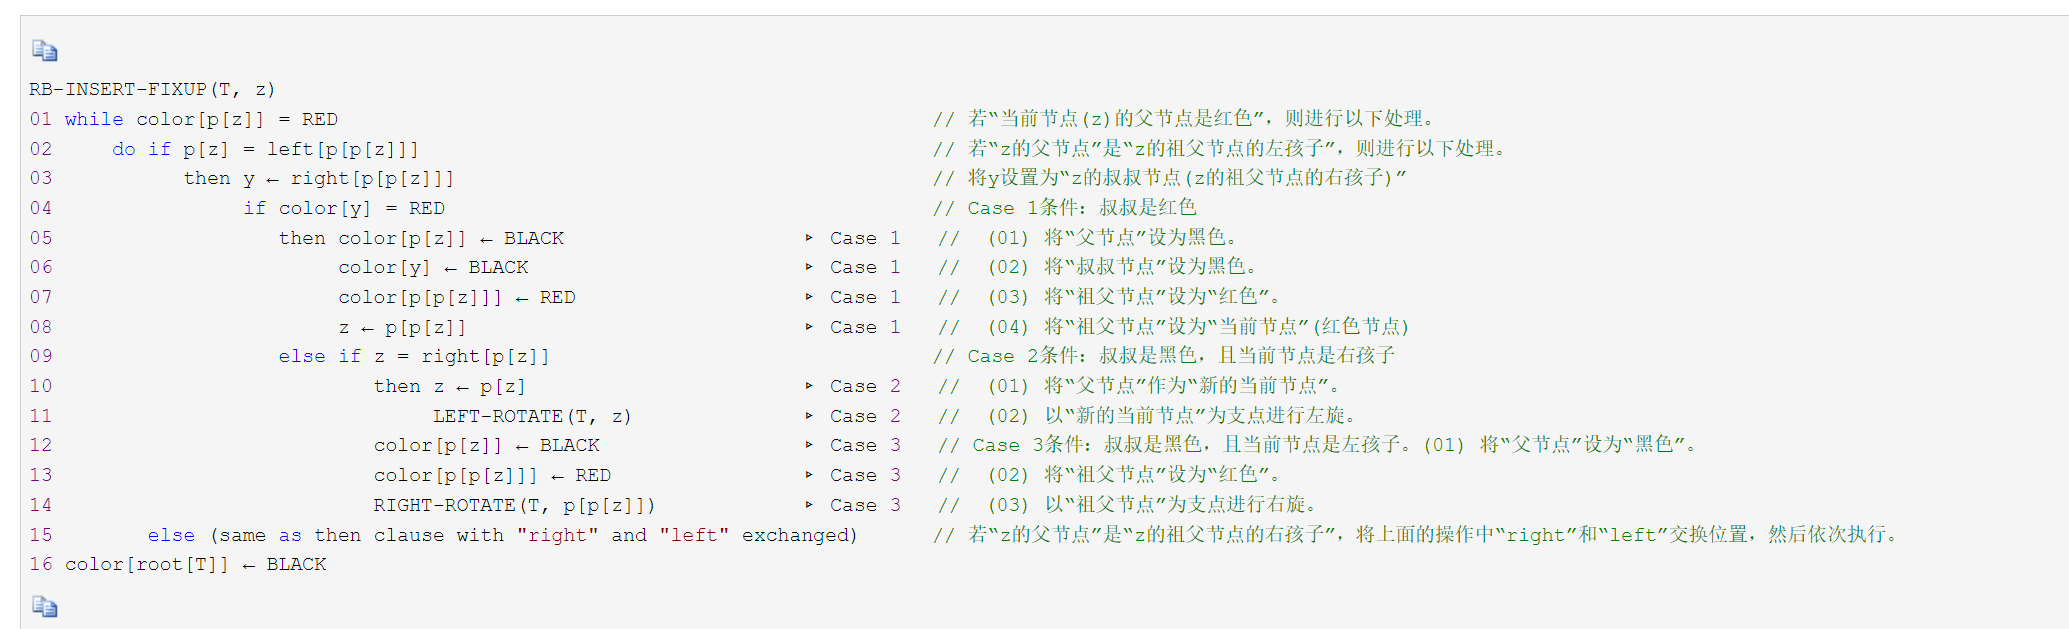 RB-INSERT-FIXUP(T, z)
01 while color[p[z]] = RED // 若“当前节点(z)的父节点是红色”，则进行以下处理。
02 do if p[z] = left[p[p[z]]] // 若“z的父节点”是“z的祖父节点的左孩子”，则进行以下处理。
03 then y ← right[p[p[z]]] // 将y设置为“z的叔叔节点(z的祖父节点的右孩子)”
04 if color[y] = RED // Case 1条件：叔叔是红色
05 then color[p[z]] ← BLACK ▹ Case 1 // (01) 将“父节点”设为黑色。
06 color[y] ← BLACK ▹ Case 1 // (02) 将“叔叔节点”设为黑色。
07 color[p[p[z]]] ← RED ▹ Case 1 // (03) 将“祖父节点”设为“红色”。
08 z ← p[p[z]] ▹ Case 1 // (04) 将“祖父节点”设为“当前节点”(红色节点)
09 else if z = right[p[z]] // Case 2条件：叔叔是黑色，且当前节点是右孩子
10 then z ← p[z] ▹ Case 2 // (01) 将“父节点”作为“新的当前节点”。
11 LEFT-ROTATE(T, z) ▹ Case 2 // (02) 以“新的当前节点”为支点进行左旋。
12 color[p[z]] ← BLACK ▹ Case 3 // Case 3条件：叔叔是黑色，且当前节点是左孩子。(01) 将“父节点”设为“黑色”。
13 color[p[p[z]]] ← RED ▹ Case 3 // (02) 将“祖父节点”设为“红色”。
14 RIGHT-ROTATE(T, p[p[z]]) ▹ Case 3 // (03) 以“祖父节点”为支点进行右旋。
15 else (same as then clause with "right" and "left" exchanged) // 若“z的父节点”是“z的祖父节点的右孩子”，将上面的操作中“right”和“left”交换位置，然后依次执行。
16 color[root[T]] ← BLACK